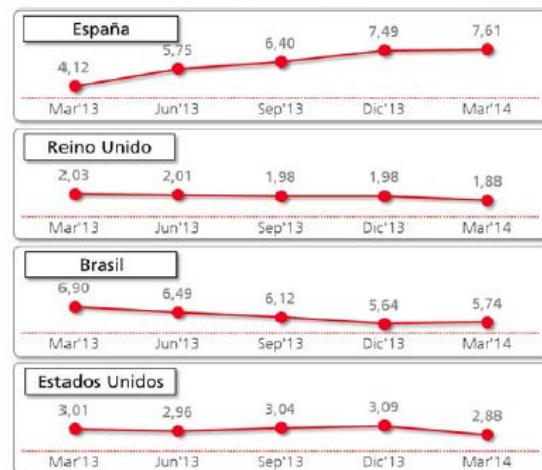 España
4,12 5,75 6,40 7,49 7,61
Mar'13 Jun'13 Sep'13 Dic'13 Mar'14
Reino Unido
2,03 2,01 1,98 1,98 1,88
Mar'13 Jun'13 Sep'13 Dic'13 Mar'14
Brasil
6,90 6,49 6,12 5,64 5,74
Mar'13 Jun'13 Sep'13 Dic'13 Mar'14
Estados Unidos
3,01 2,96 3,04 3,09 2,88
Mar'13 Jun'13 Sep'13 Dic'13 Mar'14